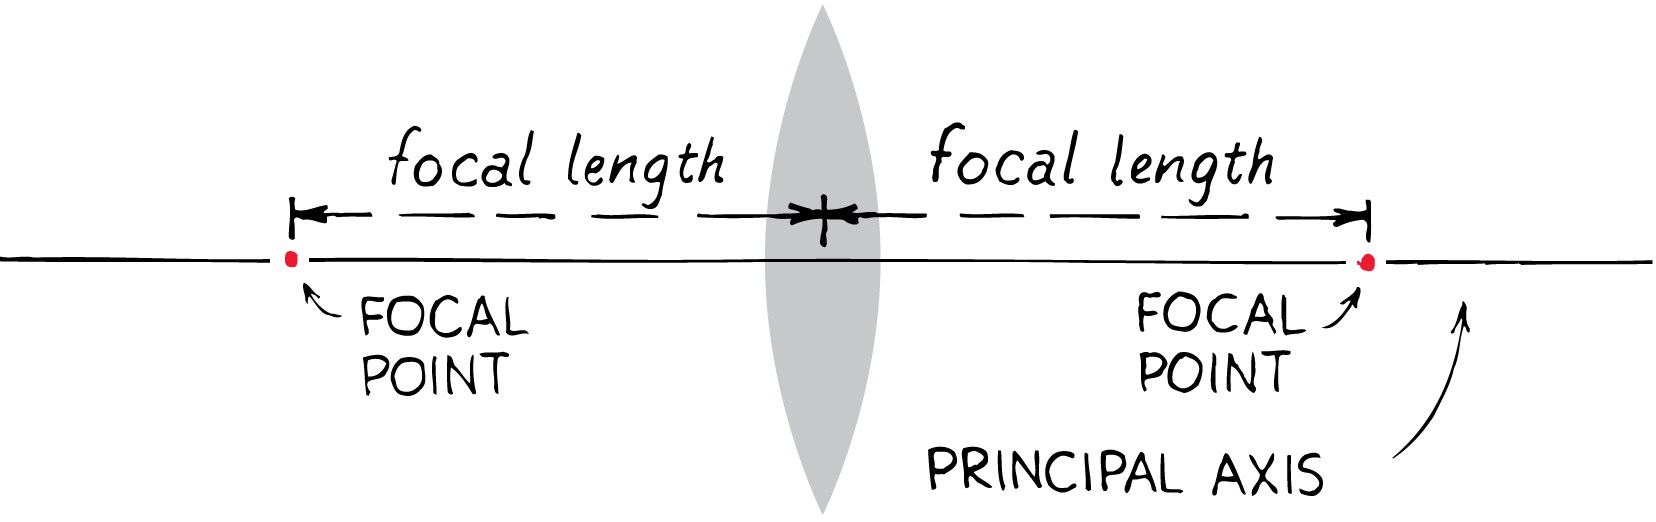 focal length
focal length
FOCAL
POINT
FOCAL
POINT
PRINCIPAL AXIS